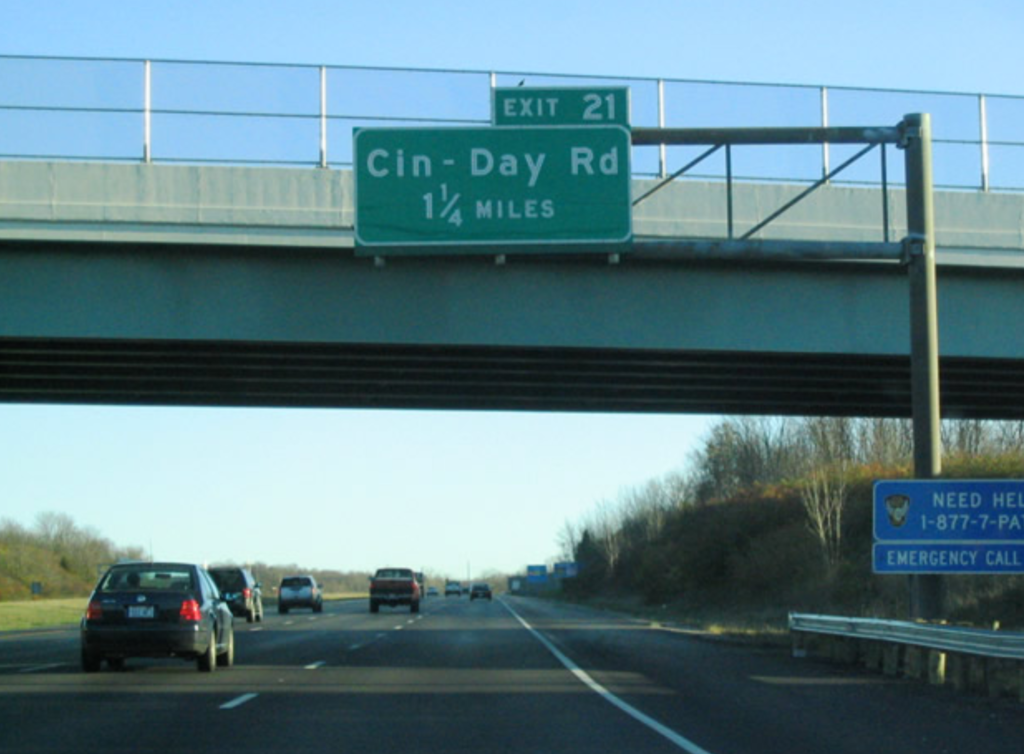 EXIT 21
Cin-Day Rd
1¼ MILES
NEED
1-877-7-
EMERGENCY CALL